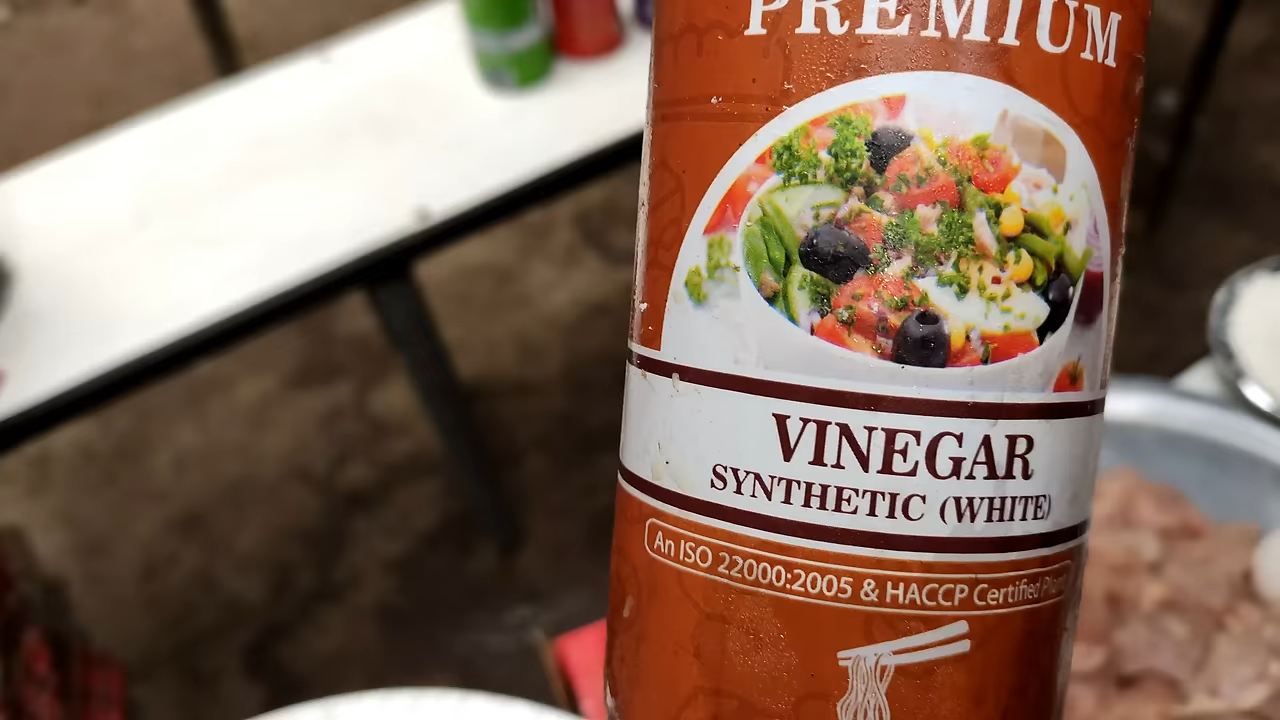 PREMIUM
VINEGAR
SYNTHETIC (WHITE)
An ISO 22000:2005 & HACCP Certified Plant